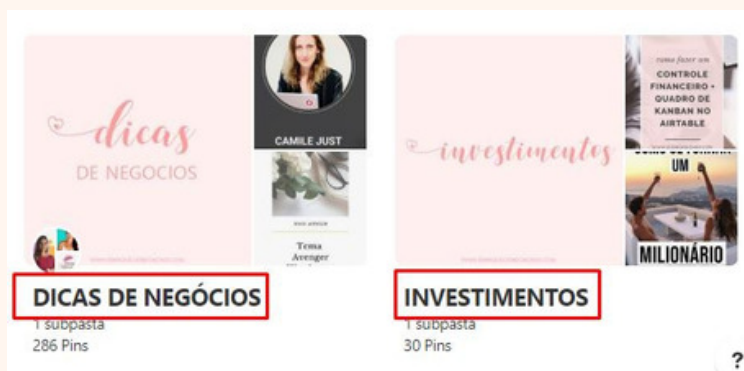 dicas
DE NEGOCIOS
CAMILE JUST
Tema
Avenger
DICAS DE NEGÓCIOS
1 subpasta
286 Pins
investimentos
como fazer um
CONTROLE
FINANCEIRO +
QUADRO DE
KANBAN NO
AIRTABLE
UM
MILIONÁRIO
INVESTIMENTOS
1 subpasta
30 Pins
?